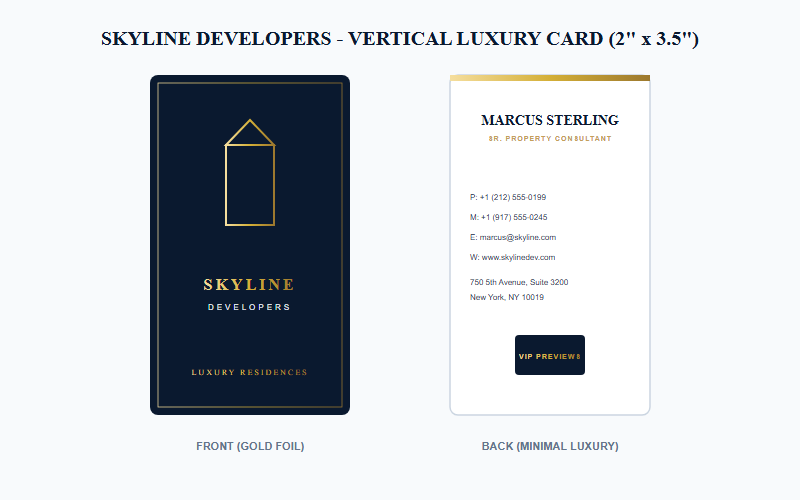 SKYLINE DEVELOPERS - VERTICAL LUXURY CARD (2" x 3.5")
SKYLINE
DEVELOPERS
LUXURY RESIDENCES
FRONT (GOLD FOIL)
MARCUS STERLING
SR. PROPERTY CONSULTANT
P: +1 (212) 555-0199
M: +1 (917) 555-0245
E: marcus@skyline.com
W: www.skylinedev.com
750 5th Avenue, Suite 3200
New York, NY 10019
VIP PREVIEWS
BACK (MINIMAL LUXURY)